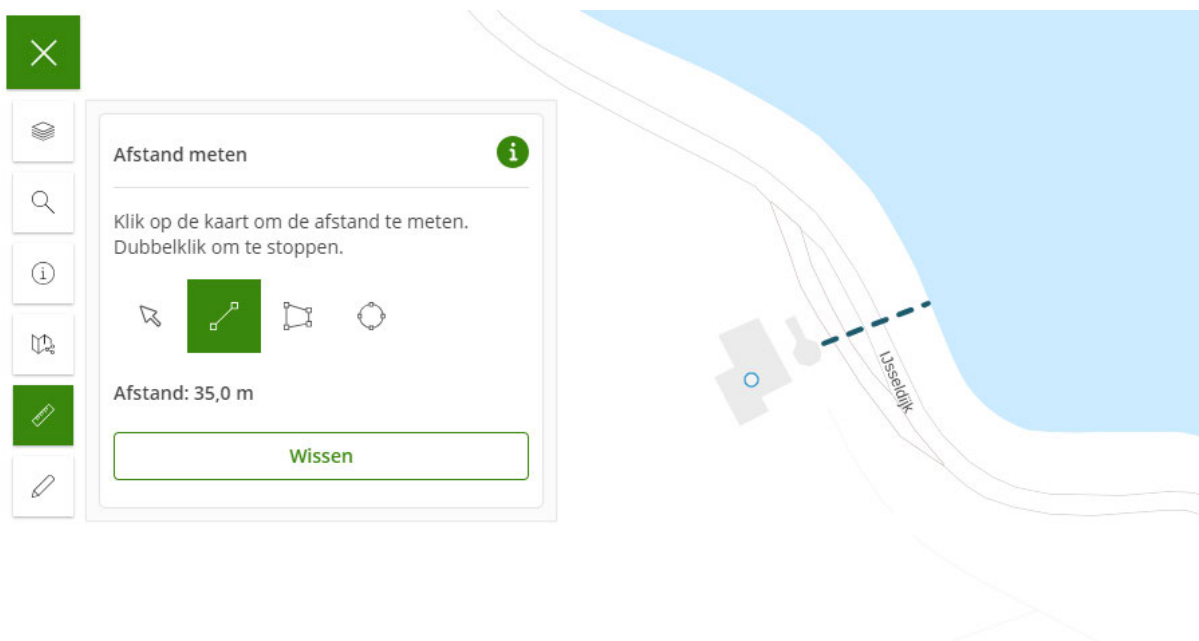 Afstand meten
Klik op de kaart om de afstand te meten.
Dubbelklik om te stoppen.
Afstand: 35,0 m
Wissen
IJsseldijk